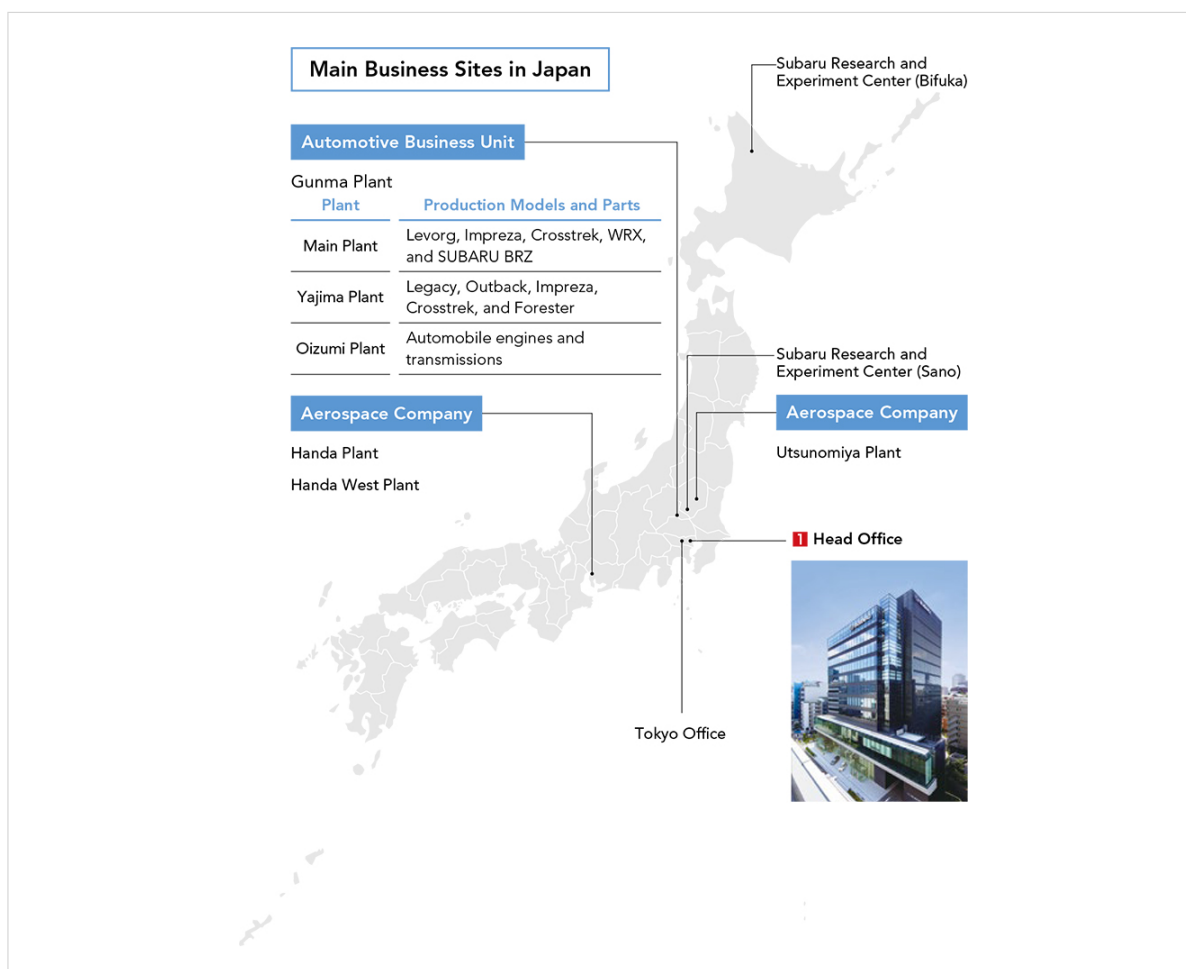 Main Business Sites in Japan
Subaru Research and
Experiment Center (Bifuka)
Automotive Business Unit
Gunma Plant
Plant
Production Models and Parts
Main Plant
Levorg, Impreza, Crosstrek, WRX,
and SUBARU BRZ
Yajima Plant
Legacy, Outback, Impreza,
Crosstrek, and Forester
Oizumi Plant
Automobile engines and
transmissions
Subaru Research and
Experiment Center (Sano)
Aerospace Company
Handa Plant
Handa West Plant
Aerospace Company
Utsunomiya Plant
1 Head Office
Tokyo Office